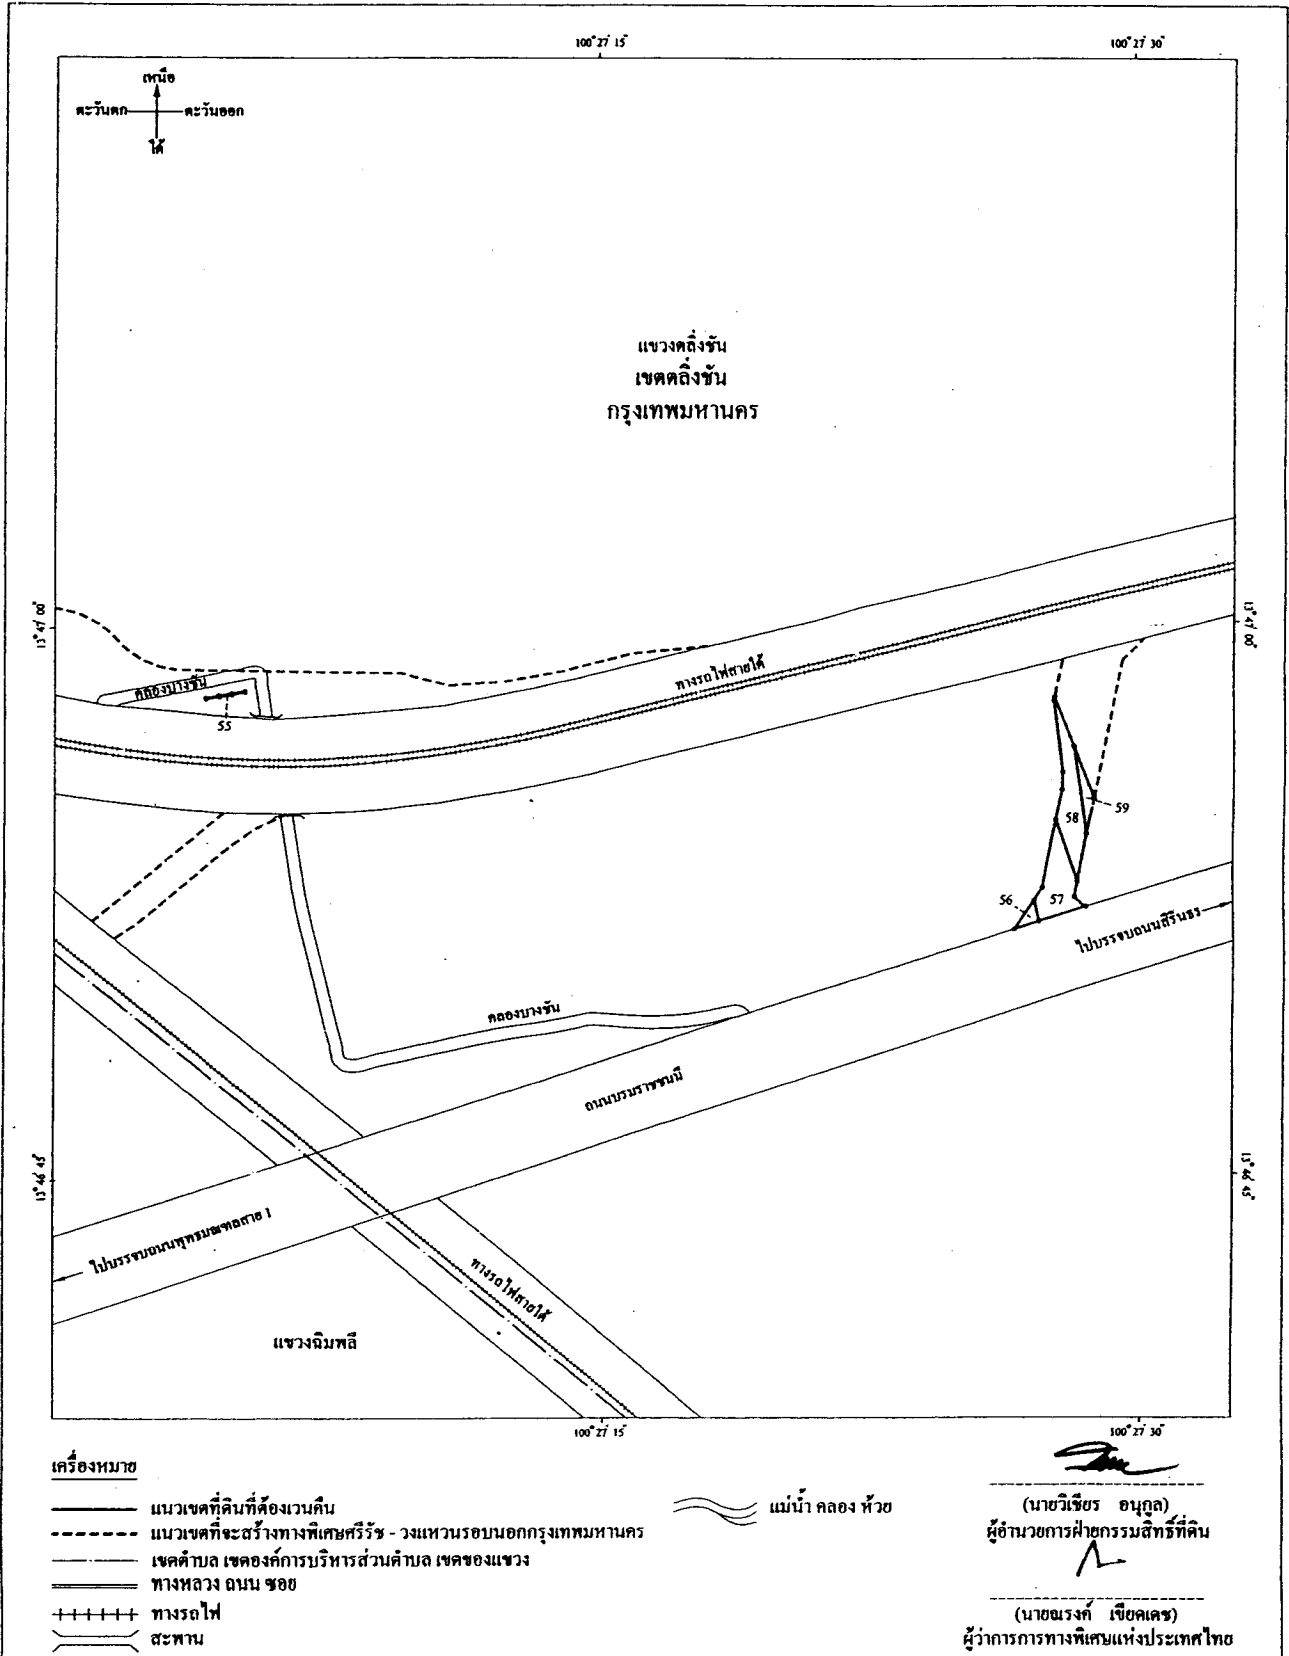 100° 27' 15"
100° 27' 30"
เหนือ
ตะวันตก
ตะวันออก
ใต้
แขวงตลิ่งชัน
เขตตลิ่งชัน
กรุงเทพมหานคร
13° 47' 00"
13° 47' 00"
คลองบางชัน
55
ทางรถไฟสายใต้
59
58
57
56
ไปบรรจบถนนสิรินธร
คลองบางชัน
ถนนบรมราชชนนี
13° 46' 45"
13° 46' 45"
ไปบรรจบถนนพุทธมณฑลสาย 1
ทางรถไฟสายใต้
แขวงฉิมพลี
100° 27' 15"
100° 27' 30"
เครื่องหมาย
แนวเขตที่ดินที่ต้องเวนคืน
แนวเขตที่จะสร้างทางพิเศษศรีรัช - วงแหวนรอบนอกกรุงเทพมหานคร
เขตตำบล เขตองค์การบริหารส่วนตำบล เขตของแขวง
ทางหลวง ถนน ซอย
ทางรถไฟ
สะพาน
แม่น้ำ คลอง ห้วย
(นายวิเชียร อนุกูล)
ผู้อำนวยการฝ่ายกรรมสิทธิ์ที่ดิน
(นายณรงค์ เขียดเดช)
ผู้ว่าการการทางพิเศษแห่งประเทศไทย